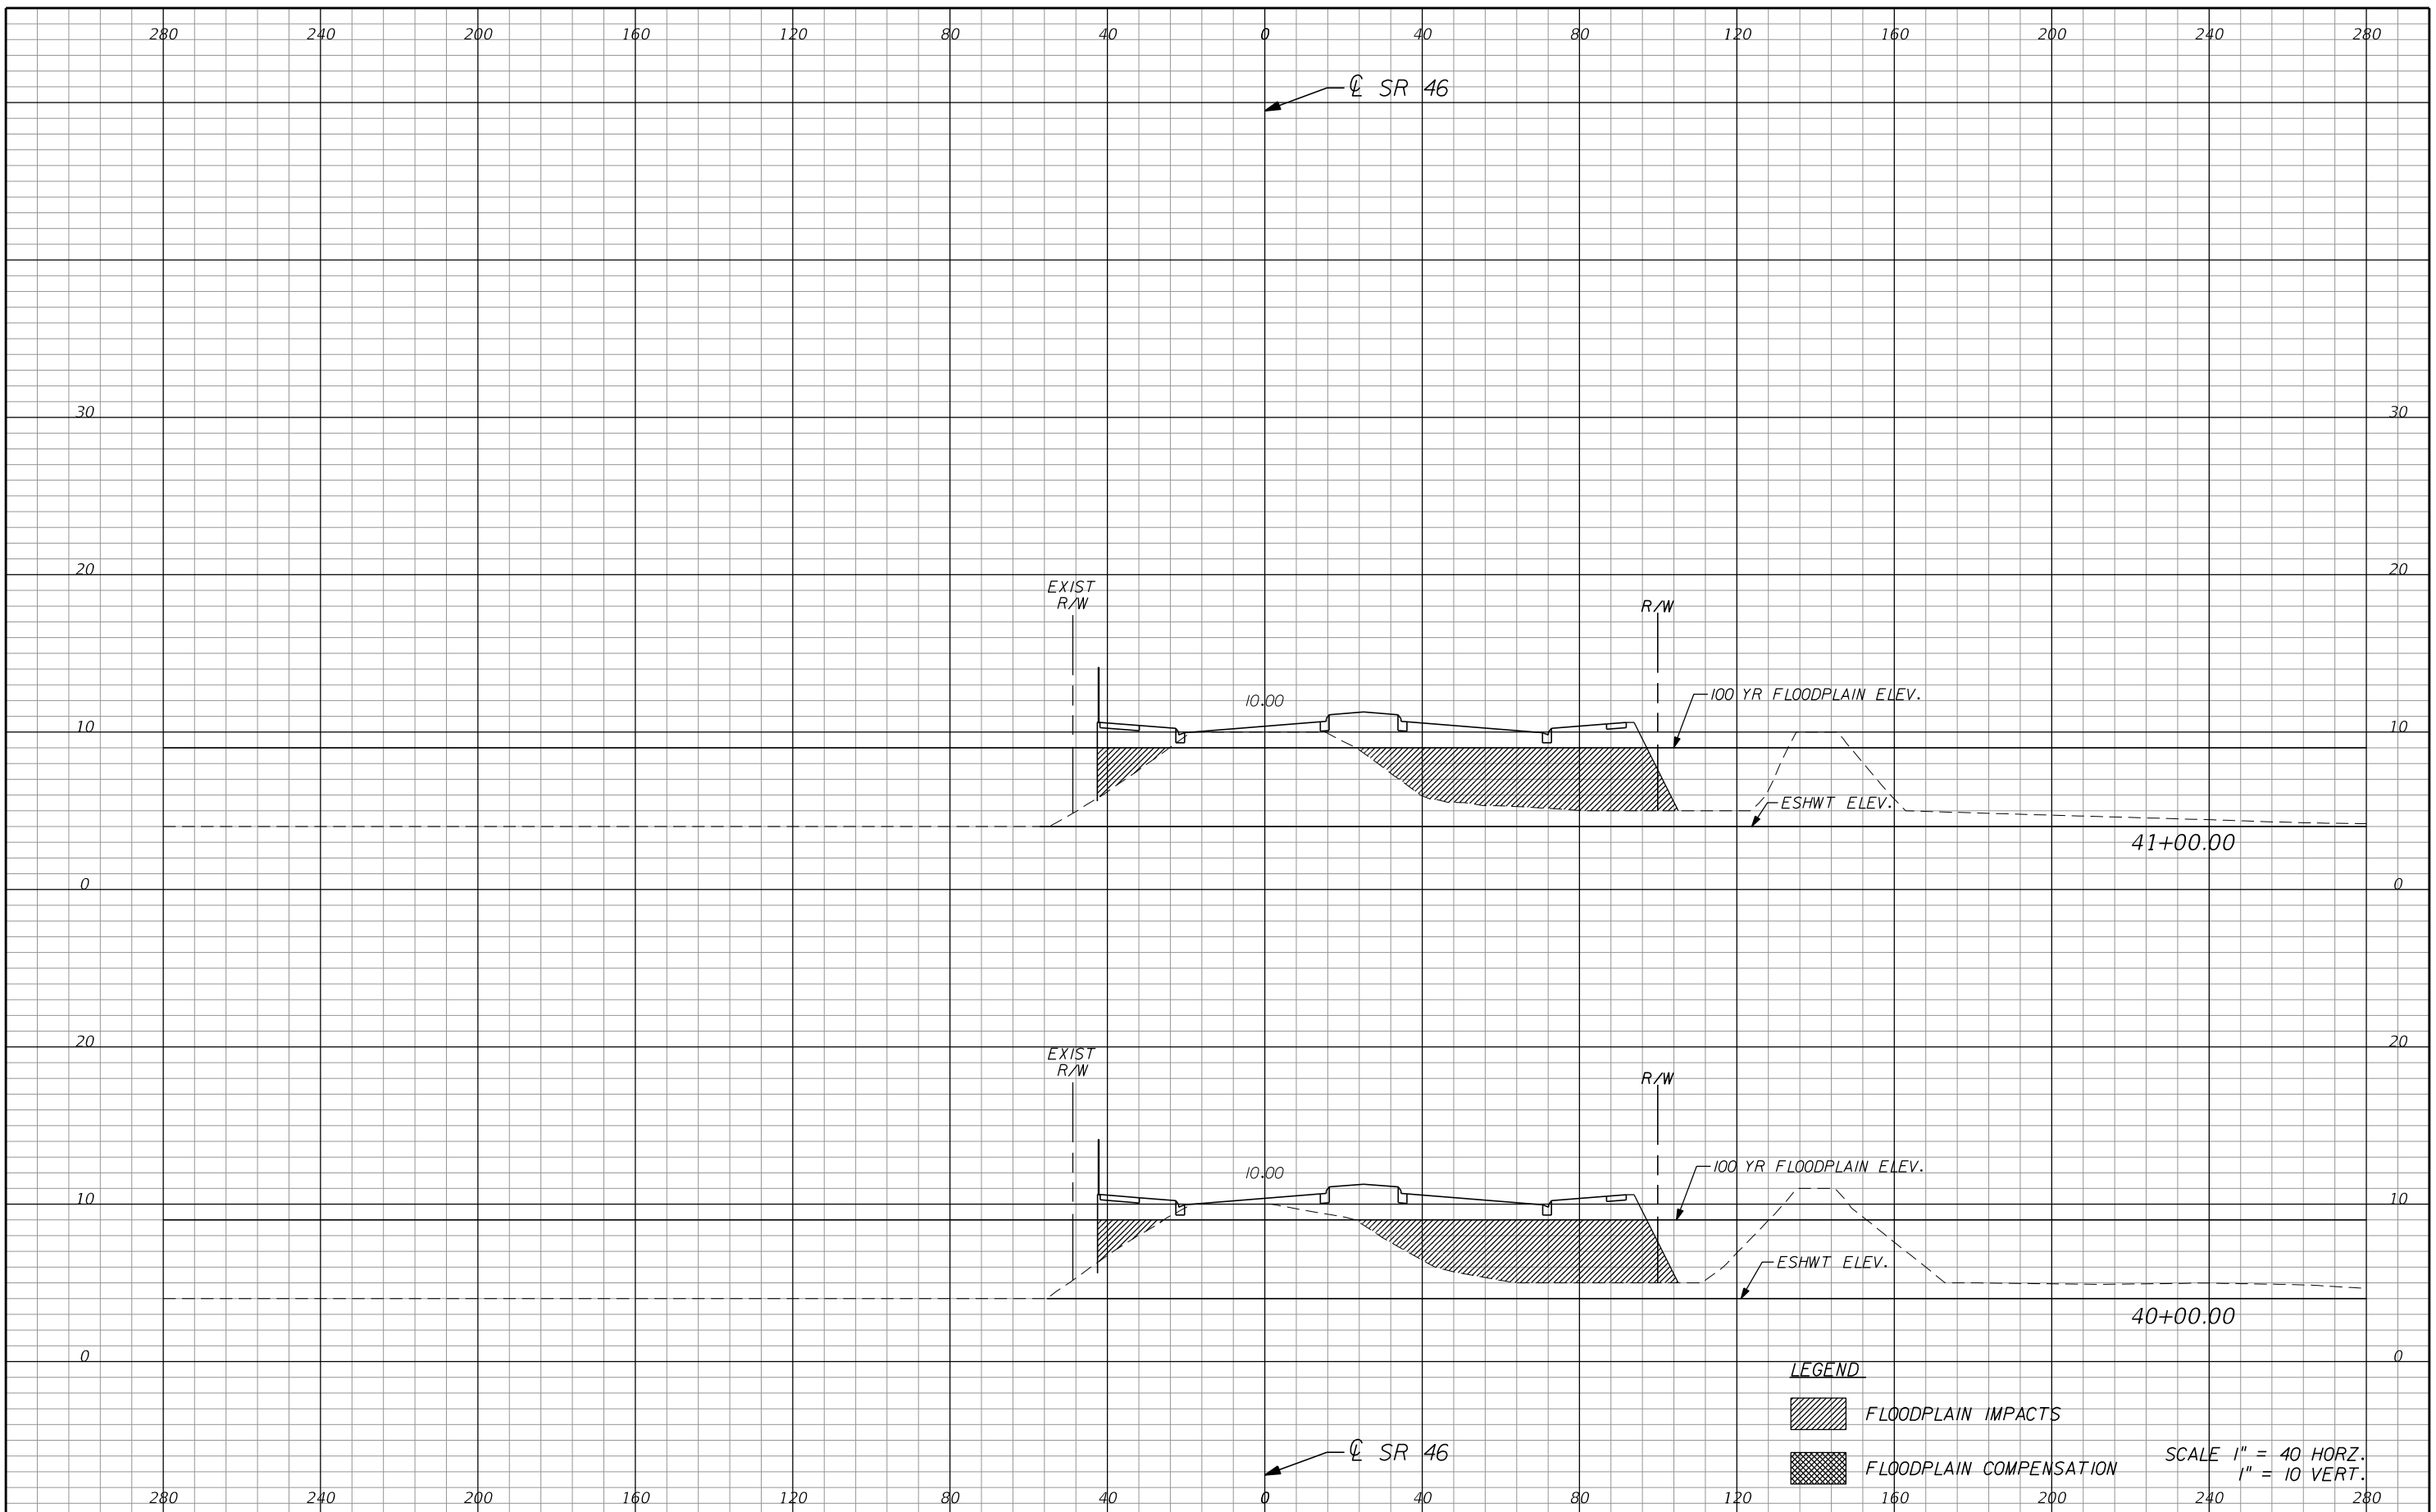 280 240 200 160 120 80 40 0 40 80 120 160 200 240 280
℄ SR 46
30 30
20 20
EXIST
R/W
R/W
100 YR FLOODPLAIN ELEV.
10.00
10 10
ESHWT ELEV.
41+00.00
0 0
20 20
EXIST
R/W
R/W
100 YR FLOODPLAIN ELEV.
10.00
10 10
ESHWT ELEV.
40+00.00
0 0
LEGEND
FLOODPLAIN IMPACTS
℄ SR 46
FLOODPLAIN COMPENSATION
SCALE 1" = 40 HORZ.
1" = 10 VERT.
280 240 200 160 120 80 40 0 40 80 120 160 200 240 280